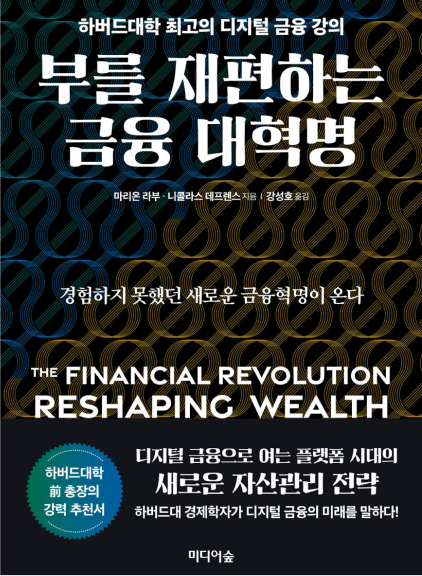 하버드대학 최고의 디지털 금융 강의
부를 재편하는
금융 대혁명
마리온 라부 · 니콜라스 데프렌스 지음 | 강성호 옮김
경험하지 못했던 새로운 금융혁명이 온다
THE FINANCIAL REVOLUTION
RESHAPING WEALTH
하버드대학
前 총장의
강력 추천서
디지털 금융으로 여는 플랫폼 시대의
새로운 자산관리 전략
하버드대 경제학자가 디지털 금융의 미래를 말하다!
미디어숲